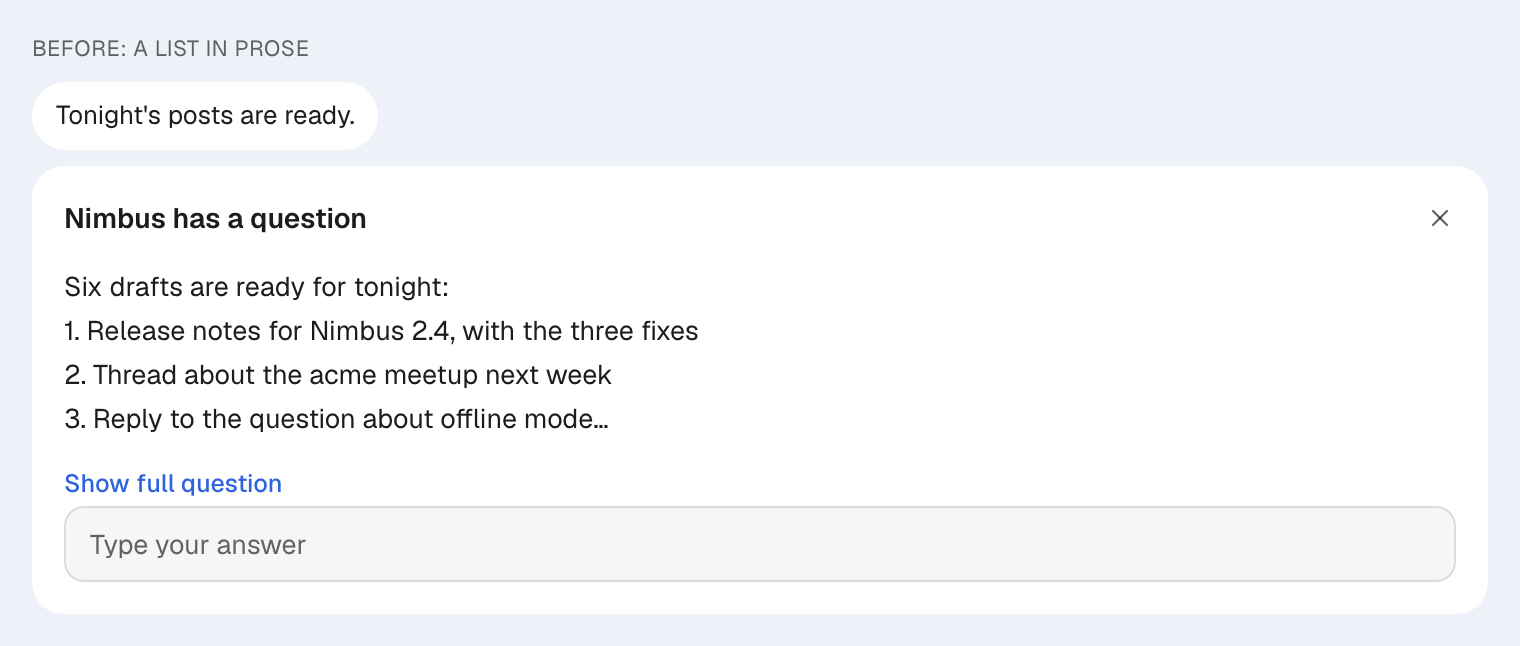 BEFORE: A LIST IN PROSE
Tonight's posts are ready.
Nimbus has a question
Six drafts are ready for tonight:
1. Release notes for Nimbus 2.4, with the three fixes
2. Thread about the acme meetup next week
3. Reply to the question about offline mode…
Show full question
Type your answer